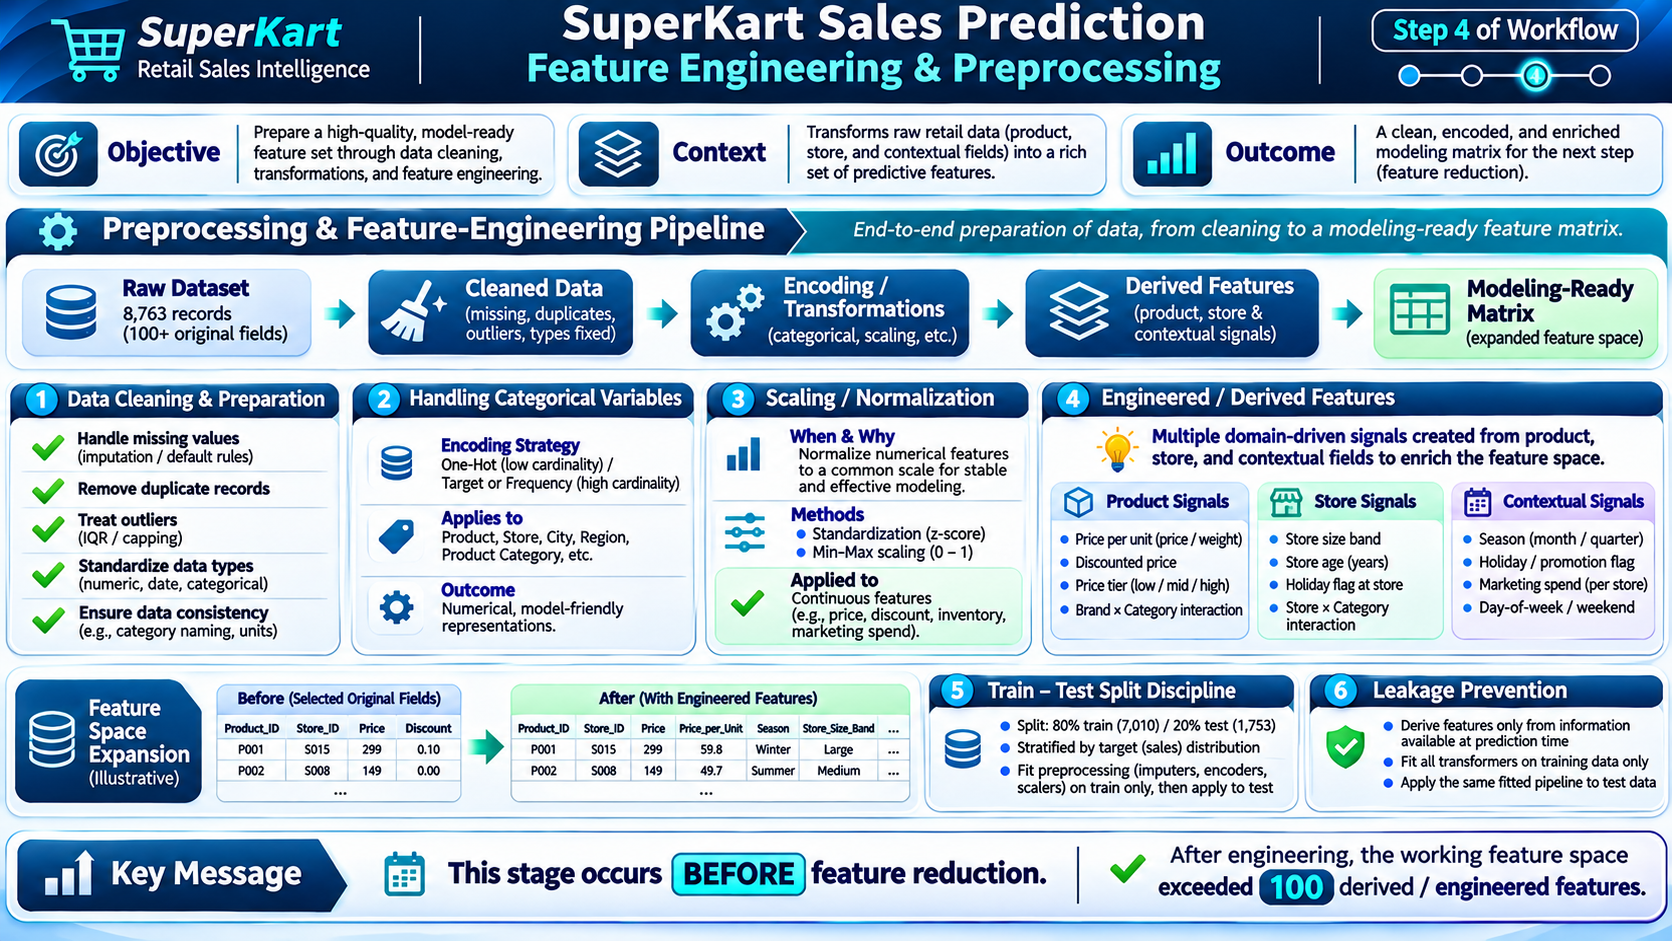 SuperKart
Retail Sales Intelligence
SuperKart Sales Prediction
Feature Engineering & Preprocessing
Step 4 of Workflow
4
Objective
Prepare a high-quality, model-ready
feature set through data cleaning,
transformations, and feature engineering.
Context
Transforms raw retail data (product,
store, and contextual fields) into a rich
set of predictive features.
Outcome
A clean, encoded, and enriched
modeling matrix for the next step
(feature reduction).
Preprocessing & Feature-Engineering Pipeline
End-to-end preparation of data, from cleaning to a modeling-ready feature matrix.
Raw Dataset
8,763 records
(100+ original fields)
Cleaned Data
(missing, duplicates,
outliers, types fixed)
Encoding /
Transformations
(categorical, scaling, etc.)
Derived Features
(product, store &
contextual signals)
Modeling-Ready
Matrix
(expanded feature space)
1 Data Cleaning & Preparation
Handle missing values
(imputation / default rules)
Remove duplicate records
Treat outliers
(IQR / capping)
Standardize data types
(numeric, date, categorical)
Ensure data consistency
(e.g., category naming, units)
2 Handling Categorical Variables
Encoding Strategy
One-Hot (low cardinality) /
Target or Frequency (high cardinality)
Applies to
Product, Store, City, Region,
Product Category, etc.
Outcome
Numerical, model-friendly
representations.
3 Scaling / Normalization
When & Why
Normalize numerical features
to a common scale for stable
and effective modeling.
Methods
• Standardization (z-score)
• Min-Max scaling (0 – 1)
Applied to
Continuous features
(e.g., price, discount, inventory,
marketing spend).
4 Engineered / Derived Features
Multiple domain-driven signals created from product,
store, and contextual fields to enrich the feature space.
Product Signals
• Price per unit (price / weight)
• Discounted price
• Price tier (low / mid / high)
• Brand × Category interaction
Store Signals
• Store size band
• Store age (years)
• Holiday flag at store
• Store × Category
interaction
Contextual Signals
• Season (month / quarter)
• Holiday / promotion flag
• Marketing spend (per store)
• Day-of-week / weekend
Feature
Space
Expansion
(Illustrative)
Before (Selected Original Fields)
Product_ID Store_ID Price Discount
P001 S015 299 0.10
P002 S008 149 0.00
...
After (With Engineered Features)
Product_ID Store_ID Price Price_per_Unit Season Store_Size_Band ...
P001 S015 299 59.8 Winter Large ...
P002 S008 149 49.7 Summer Medium ...
...
5 Train – Test Split Discipline
• Split: 80% train (7,010) / 20% test (1,753)
• Stratified by target (sales) distribution
• Fit preprocessing (imputers, encoders,
scalers) on train only, then apply to test
6 Leakage Prevention
• Derive features only from information
available at prediction time
• Fit all transformers on training data only
• Apply the same fitted pipeline to test data
Key Message
This stage occurs BEFORE feature reduction.
After engineering, the working feature space
exceeded 100 derived / engineered features.